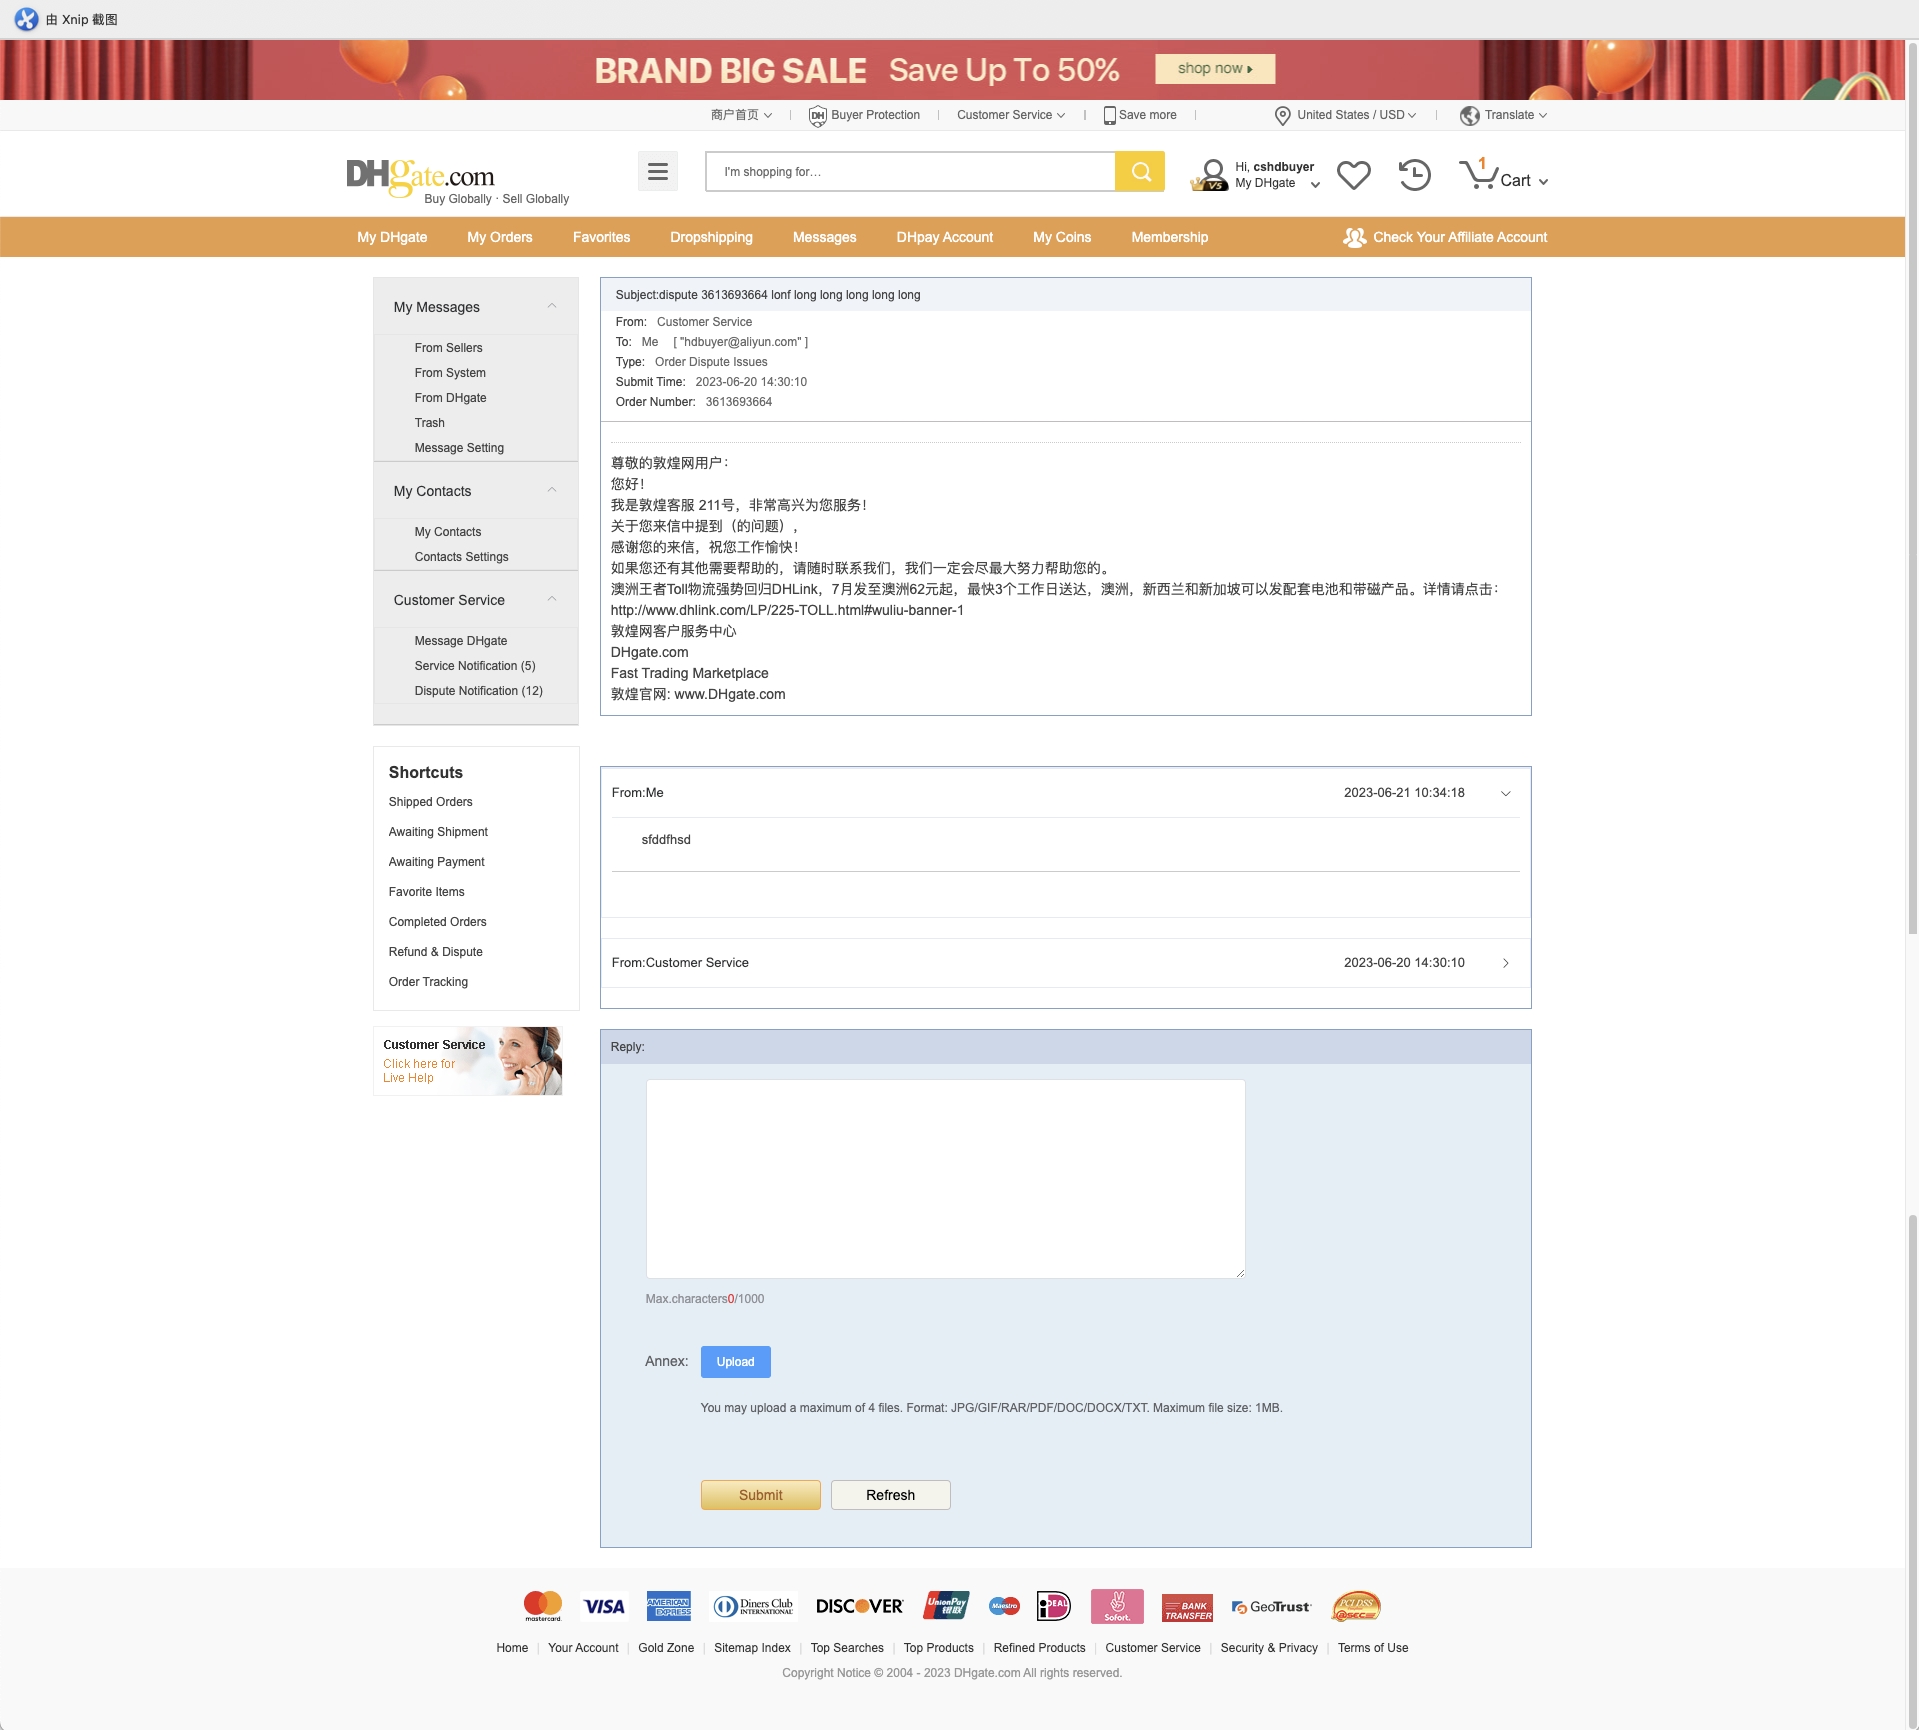 由 Xnip 截图
BRAND BIG SALE Save Up To 50% shop now
商户首页 Buyer Protection Customer Service Save more United States / USD Translate
DHgate.com
Buy Globally · Sell Globally
I'm shopping for…
V5
Hi, cshdbuyer
My DHgate
1
Cart
My DHgate My Orders Favorites Dropshipping Messages DHpay Account My Coins Membership Check Your Affiliate Account
My Messages
From Sellers
From System
From DHgate
Trash
Message Setting
My Contacts
My Contacts
Contacts Settings
Customer Service
Message DHgate
Service Notification (5)
Dispute Notification (12)
Shortcuts
Shipped Orders
Awaiting Shipment
Awaiting Payment
Favorite Items
Completed Orders
Refund & Dispute
Order Tracking
Customer Service
Click here for
Live Help
Subject:dispute 3613693664 lonf long long long long long
From: Customer Service
To: Me [ "hdbuyer@aliyun.com" ]
Type: Order Dispute Issues
Submit Time: 2023-06-20 14:30:10
Order Number: 3613693664
尊敬的敦煌网用户：
您好！
我是敦煌客服 211号，非常高兴为您服务！
关于您来信中提到（的问题），
感谢您的来信，祝您工作愉快！
如果您还有其他需要帮助的，请随时联系我们，我们一定会尽最大努力帮助您的。
澳洲王者Toll物流强势回归DHLink，7月发至澳洲62元起，最快3个工作日送达，澳洲，新西兰和新加坡可以发配套电池和带磁产品。详情请点击：
http://www.dhlink.com/LP/225-TOLL.html#wuliu-banner-1
敦煌网客户服务中心
DHgate.com
Fast Trading Marketplace
敦煌官网: www.DHgate.com
From:Me 2023-06-21 10:34:18
sfddfhsd
From:Customer Service 2023-06-20 14:30:10
Reply:
Max.characters0/1000
Annex: Upload
You may upload a maximum of 4 files. Format: JPG/GIF/RAR/PDF/DOC/DOCX/TXT. Maximum file size: 1MB.
Submit Refresh
mastercard. VISA AMERICAN EXPRESS Diners Club INTERNATIONAL DISCOVER UnionPay 银联 Maestro iDEAL Sofort. BANK TRANSFER GeoTrust PCI,DSS @SEC
Home Your Account Gold Zone Sitemap Index Top Searches Top Products Refined Products Customer Service Security & Privacy Terms of Use
Copyright Notice © 2004 - 2023 DHgate.com All rights reserved.